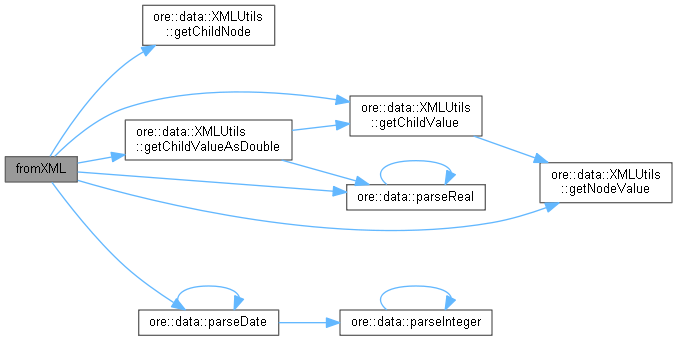 ore::data::XMLUtils
::getChildNode
ore::data::XMLUtils
::getChildValue
ore::data::XMLUtils
::getChildValueAsDouble
fromXML
ore::data::XMLUtils
::getNodeValue
ore::data::parseReal
ore::data::parseDate
ore::data::parseInteger